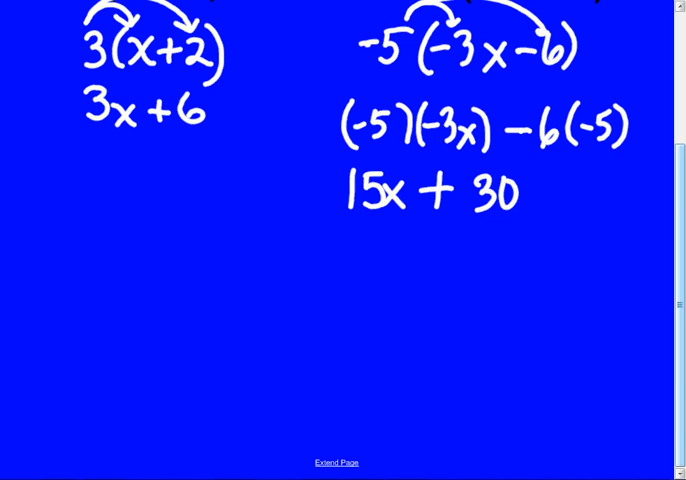 3(x+2)
3x+6
-5(-3x-6)
(-5)(-3x)-6(-5)
15x+30
Extend Page